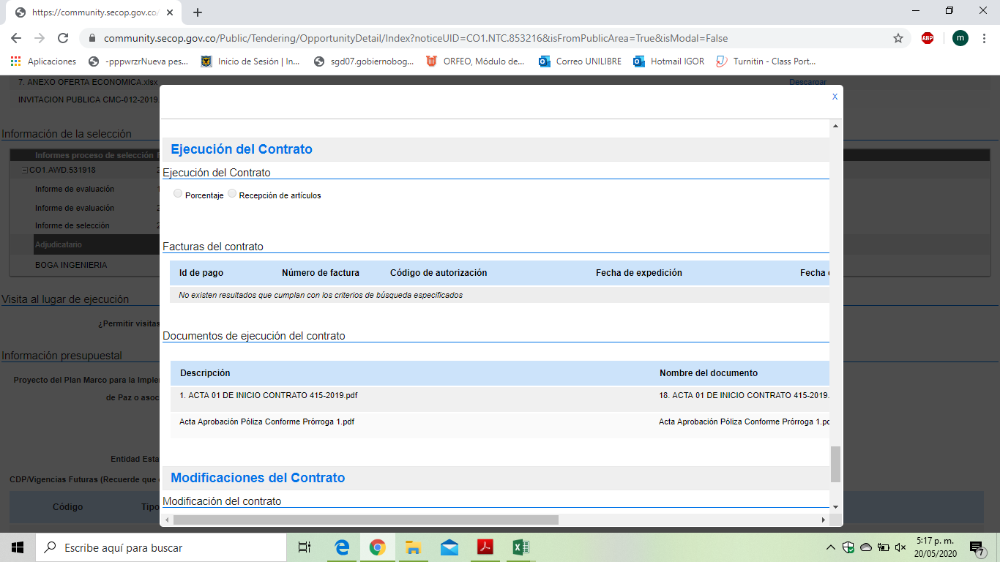 https://community.secop.gov.co/
community.secop.gov.co/Public/Tendering/OpportunityDetail/Index?noticeUID=CO1.NTC.853216&isFromPublicArea=True&isModal=False
ABP
m
Aplicaciones
-pppwrzrNueva pes...
Inicio de Sesión | In...
sgd07.gobiernobog...
ORFEO, Módulo de...
Correo UNILIBRE
Hotmail IGOR
Turnitin - Class Port...
7. ANEXO OFERTA ECONOMICA.xlsx
Descargar
INVITACION PUBLICA CMC-012-2019.
X
Información de la selección
Informes proceso de selección
CO1.AWD.531918
Informe de evaluación
Informe de evaluación
Informe de selección
Adjudicatario
BOGA INGENIERIA
Visita al lugar de ejecución
¿Permitir visitas
Información presupuestal
Proyecto del Plan Marco para la Imple
de Paz o asoc
Entidad Esta
CDP/Vigencias Futuras (Recuerde que
Código
Tipo
Ejecución del Contrato
Ejecución del Contrato
Porcentaje
Recepción de artículos
Facturas del contrato
Id de pago
Número de factura
Código de autorización
Fecha de expedición
Fecha
No existen resultados que cumplan con los criterios de búsqueda especificados
Documentos de ejecución del contrato
Descripción
Nombre del documento
1. ACTA 01 DE INICIO CONTRATO 415-2019.pdf
18. ACTA 01 DE INICIO CONTRATO 415-2019.
Acta Aprobación Póliza Conforme Prórroga 1.pdf
Acta Aprobación Póliza Conforme Prórroga 1.pd
Modificaciones del Contrato
Modificación del contrato
Escribe aquí para buscar
5:17 p. m.
20/05/2020
7